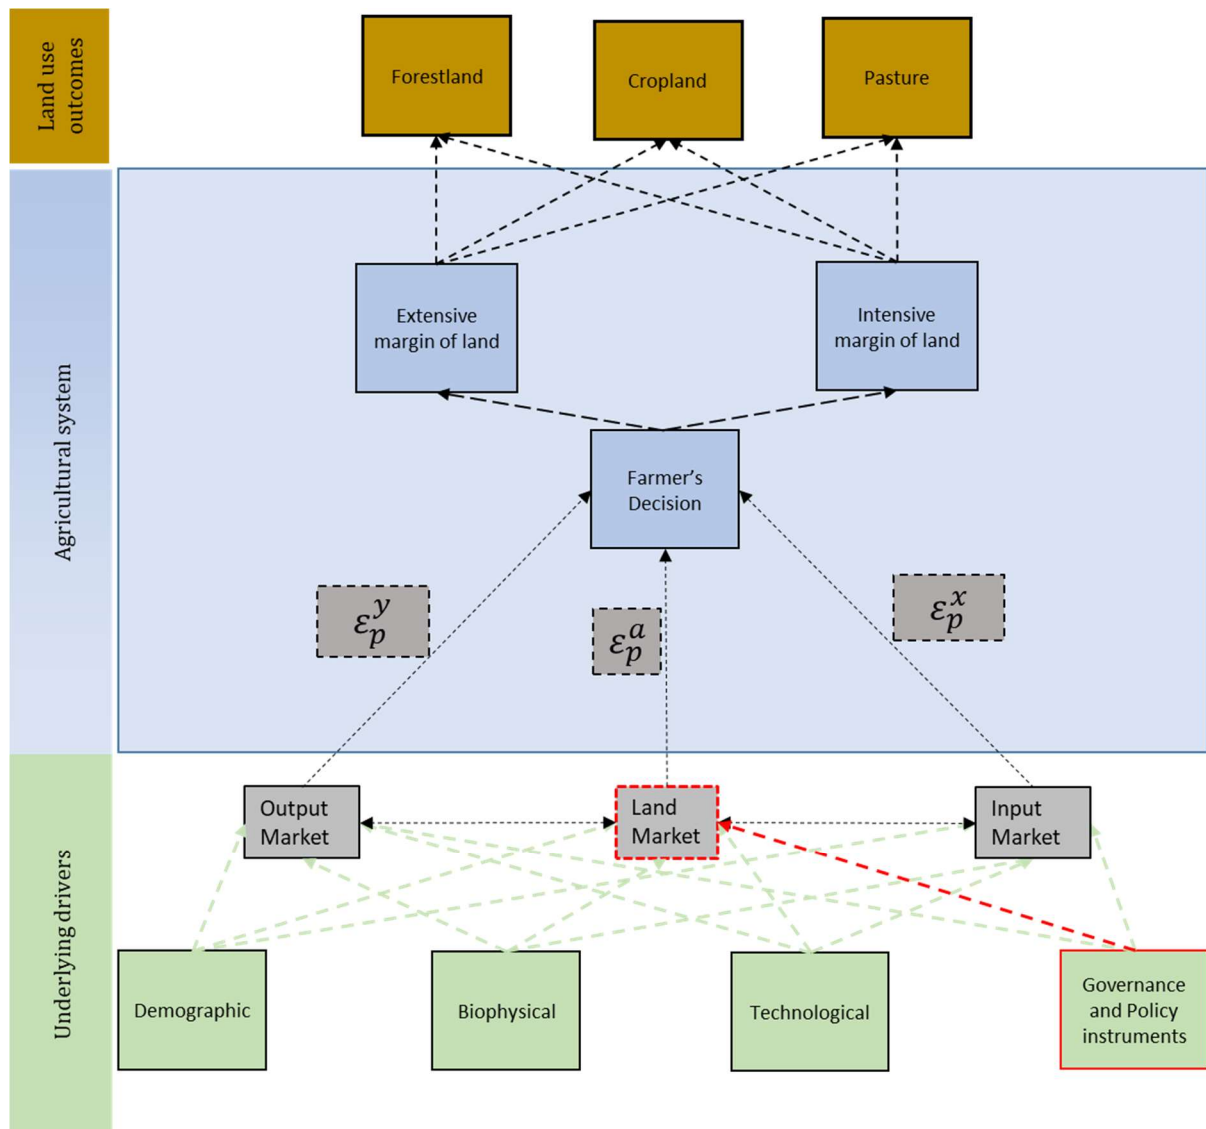 Land use
outcomes
Forestland
Cropland
Pasture
Agricultural system
Extensive
margin of land
Intensive
margin of land
Farmer's
Decision
ε_p^y
ε_p^a
ε_p^x
Underlying drivers
Output
Market
Land
Market
Input
Market
Demographic
Biophysical
Technological
Governance
and Policy
instruments